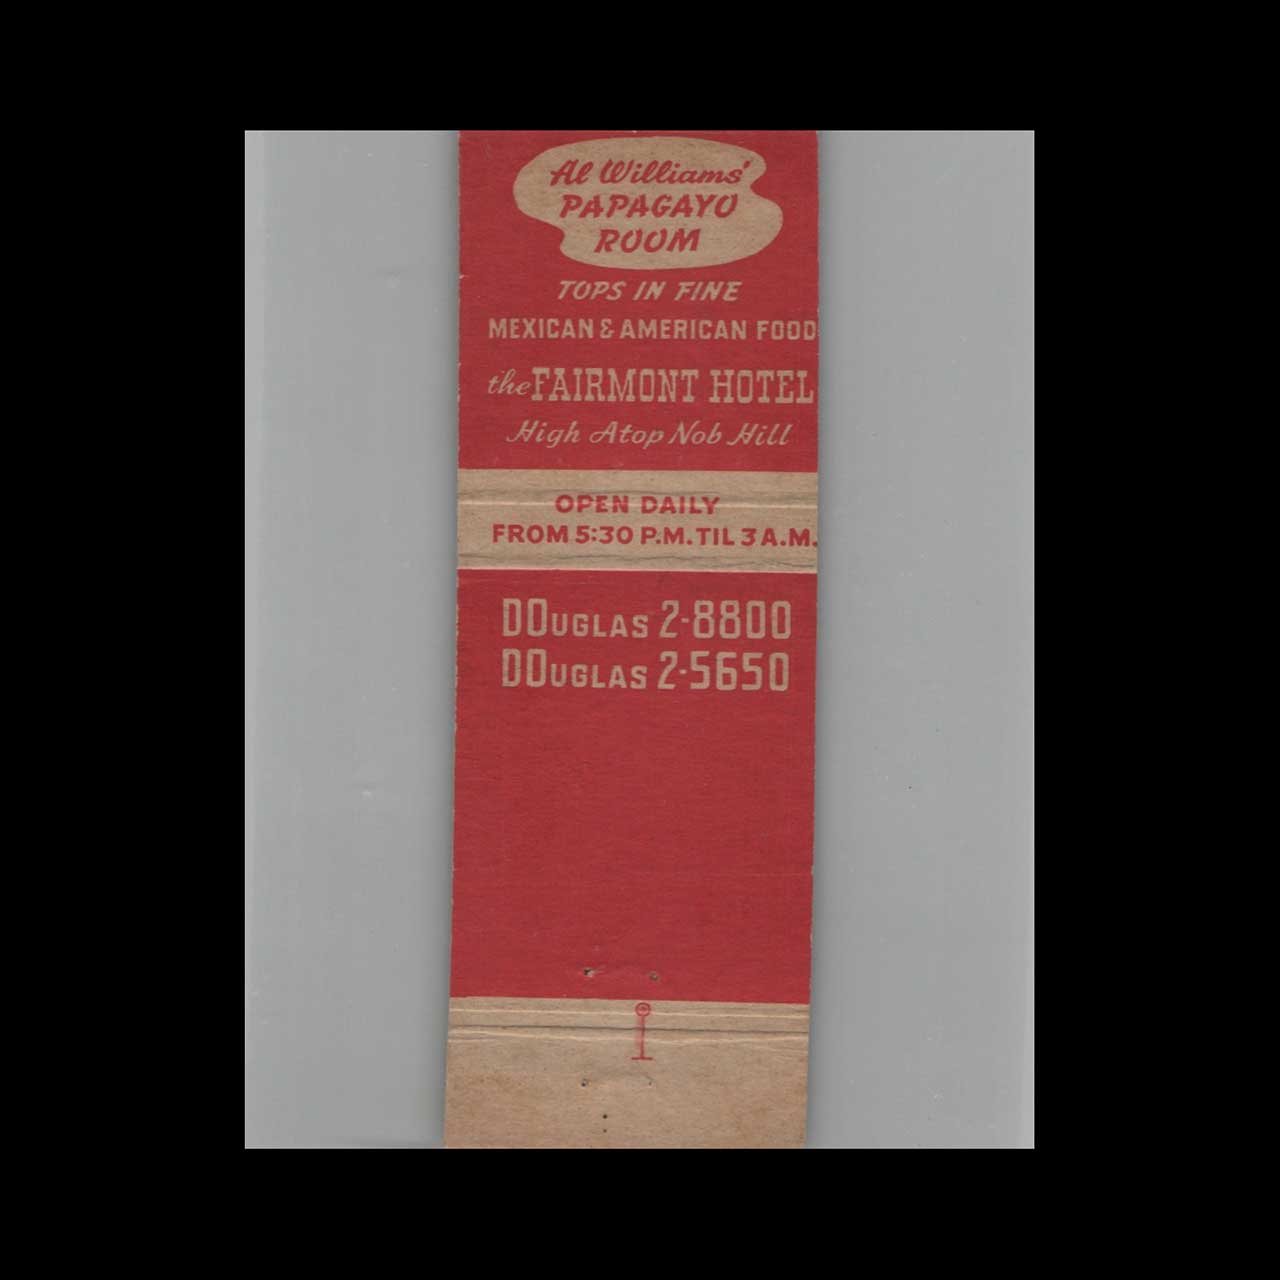 Al Williams'
PAPAGAYO
ROOM
TOPS IN FINE
MEXICAN & AMERICAN FOOD
the FAIRMONT HOTEL
High Atop Nob Hill
OPEN DAILY
FROM 5:30 P.M. TIL 3 A.M.
DOUGLAS 2-8800
DOUGLAS 2-5650